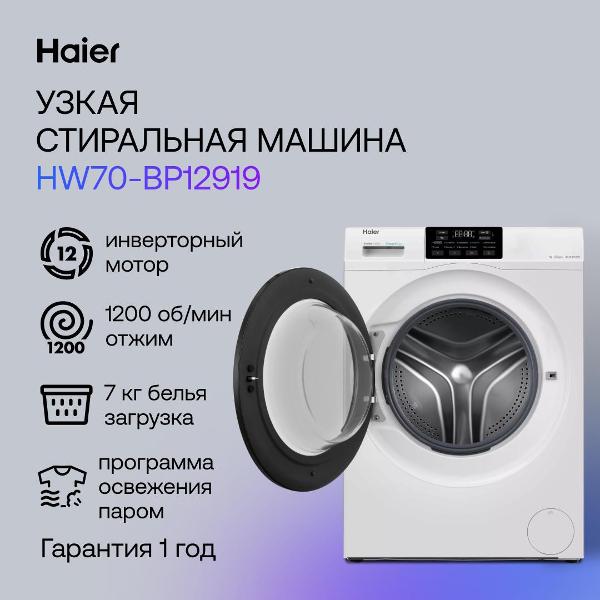 Haier
УЗКАЯ
СТИРАЛЬНАЯ МАШИНА
HW70-BP12919
12
инверторный
мотор
1200
1200 об/мин
отжим
7 кг белья
загрузка
программа
освежения
паром
Гарантия 1 год
Haier